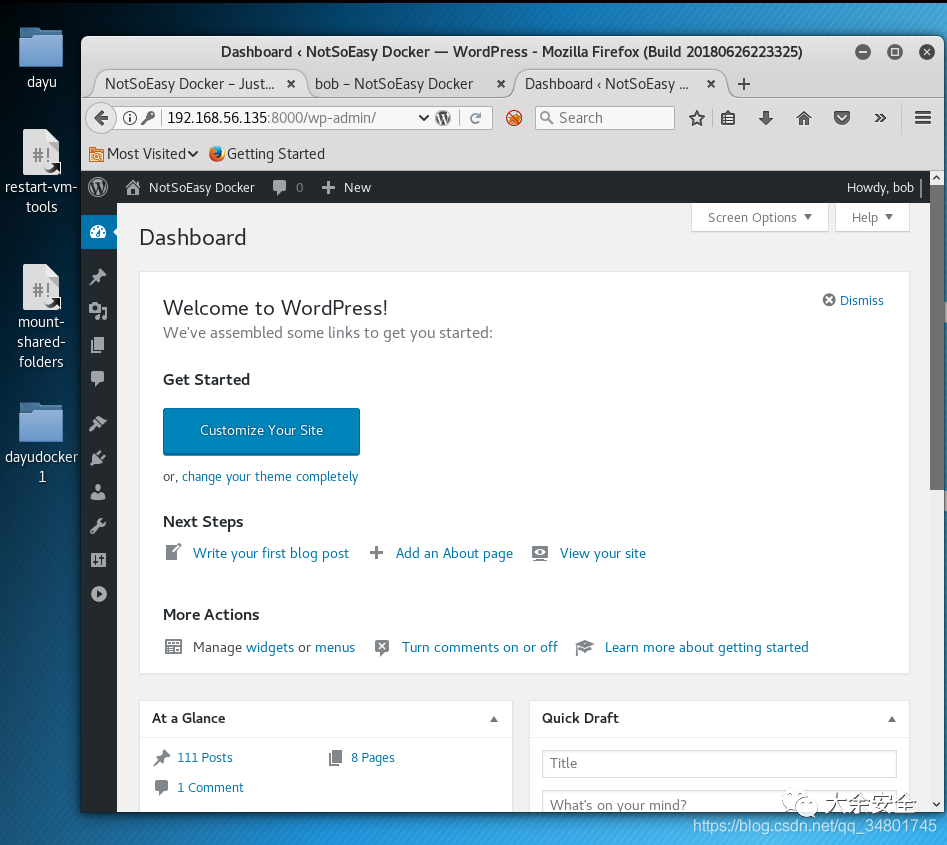 dayu
restart-vm-
tools
mount-
shared-
folders
dayudocker
1
Dashboard ‹ NotSoEasy Docker — WordPress - Mozilla Firefox (Build 20180626223325)
NotSoEasy Docker – Just... × bob – NotSoEasy Docker × Dashboard ‹ NotSoEasy ... × +
192.168.56.135:8000/wp-admin/ Search
Most Visited Getting Started
NotSoEasy Docker 0 + New Howdy, bob
Screen Options ▼ Help ▼
Dashboard
Welcome to WordPress!
Dismiss
We've assembled some links to get you started:
Get Started
Customize Your Site
or, change your theme completely
Next Steps
Write your first blog post Add an About page View your site
More Actions
Manage widgets or menus Turn comments on or off Learn more about getting started
At a Glance Quick Draft
111 Posts 8 Pages
Title
1 Comment
What's on your mind?
大余安全
https://blog.csdn.net/qq_34801745